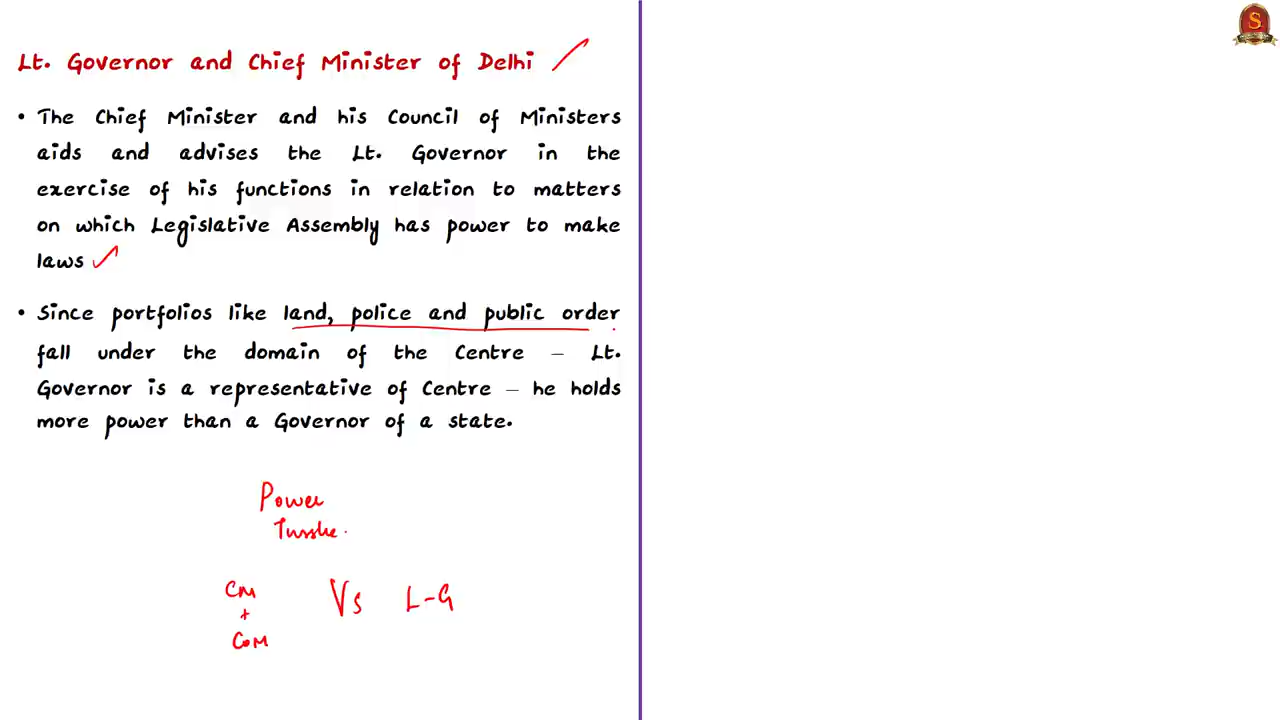 Lt. Governor and Chief Minister of Delhi
• The Chief Minister and his Council of Ministers
aids and advises the Lt. Governor in the
exercise of his functions in relation to matters
on which Legislative Assembly has power to make
laws
• Since portfolios like land, police and public order
fall under the domain of the Centre – Lt.
Governor is a representative of Centre – he holds
more power than a Governor of a state.
Power
Tussle.
CM
+
CoM
Vs L-G
S